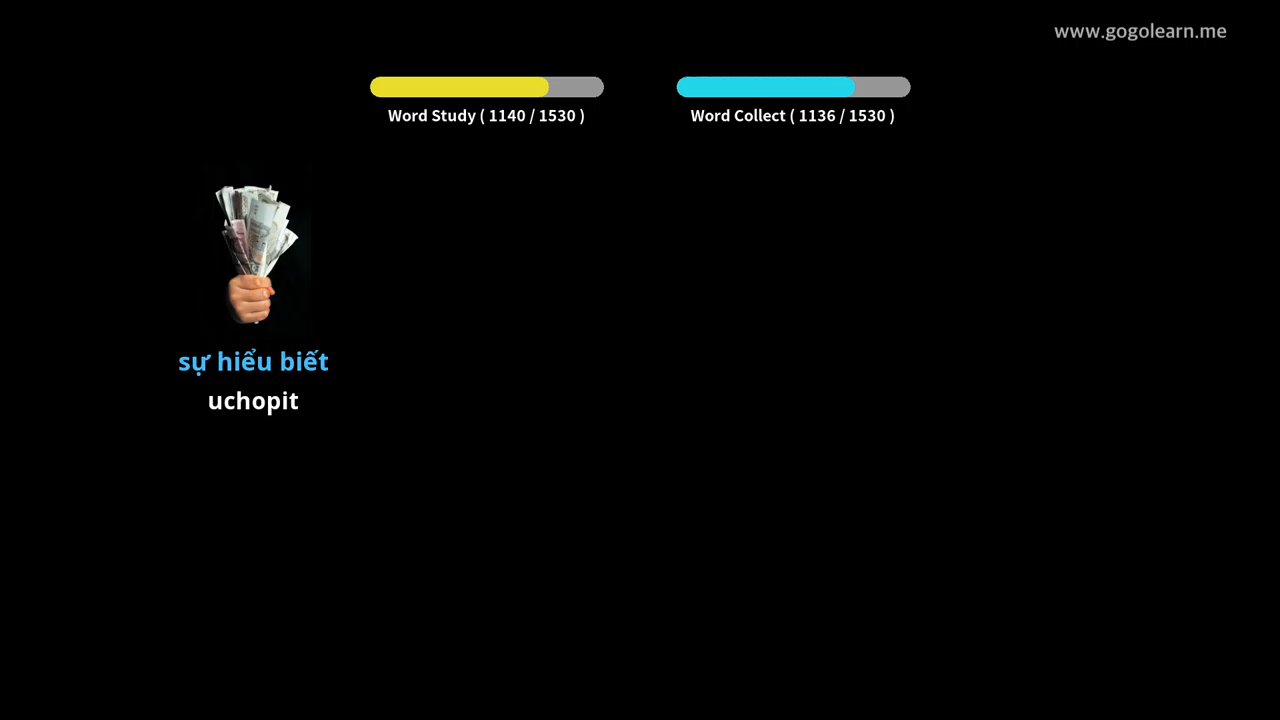 www.gogolearn.me
Word Study ( 1140 / 1530 )
Word Collect ( 1136 / 1530 )
sự hiểu biết
uchopit